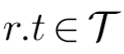 r.t ∈ 𝒯